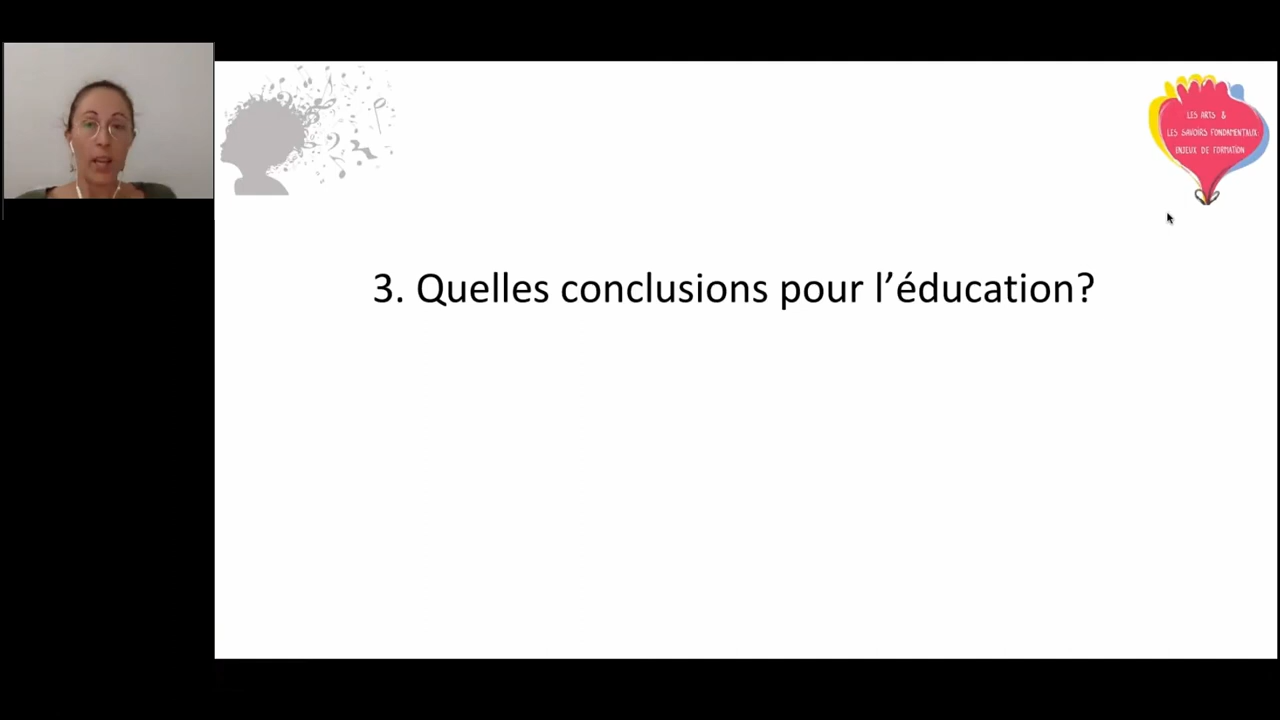 LES ARTS &
LES SAVOIRS FONDAMENTAUX
ENJEUX DE FORMATION
3. Quelles conclusions pour l’éducation?